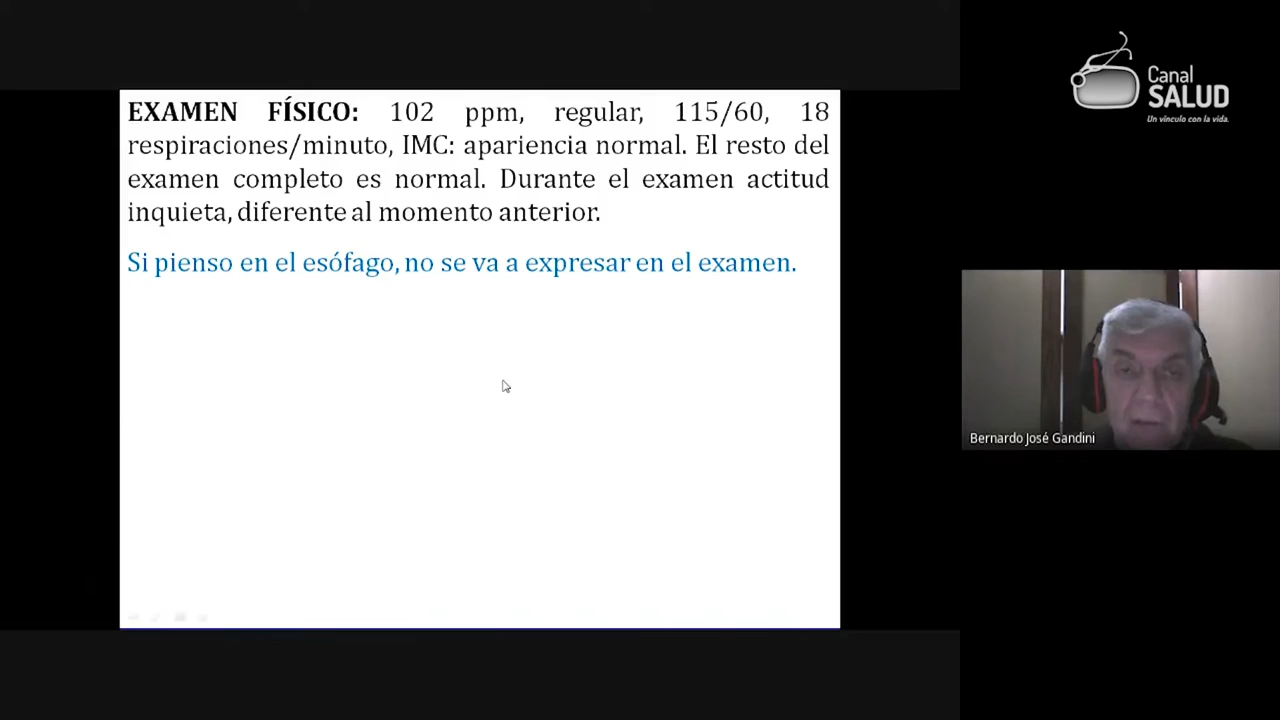 EXAMEN FÍSICO: 102 ppm, regular, 115/60, 18
respiraciones/minuto, IMC: apariencia normal. El resto del
examen completo es normal. Durante el examen actitud
inquieta, diferente al momento anterior.
Si pienso en el esófago, no se va a expresar en el examen.
Canal
SALUD
Un vínculo con la vida.
Bernardo José Gandini